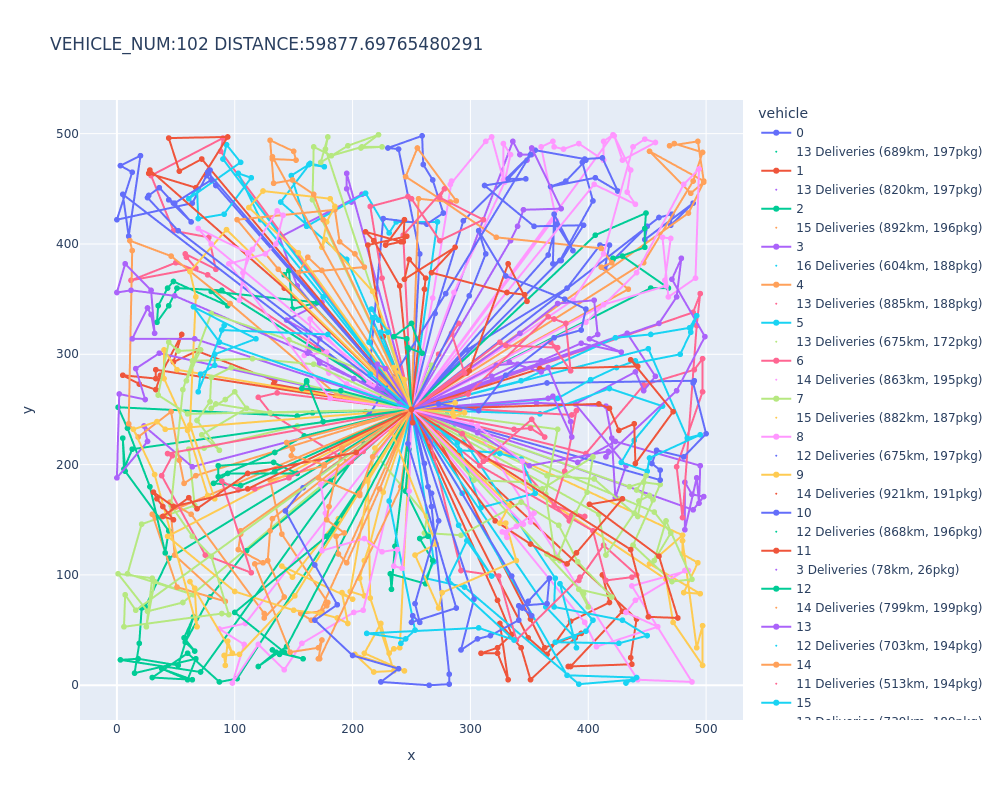 VEHICLE_NUM:102 DISTANCE:59877.69765480291
vehicle
0
13 Deliveries (689km, 197pkg)
1
13 Deliveries (820km, 197pkg)
2
15 Deliveries (892km, 196pkg)
3
16 Deliveries (604km, 188pkg)
4
13 Deliveries (885km, 188pkg)
5
13 Deliveries (675km, 172pkg)
6
14 Deliveries (863km, 195pkg)
7
15 Deliveries (882km, 187pkg)
8
12 Deliveries (675km, 197pkg)
9
14 Deliveries (921km, 191pkg)
10
12 Deliveries (868km, 196pkg)
11
3 Deliveries (78km, 26pkg)
12
14 Deliveries (799km, 199pkg)
13
12 Deliveries (703km, 194pkg)
14
11 Deliveries (513km, 194pkg)
15
500
400
300
200
100
0
y
0 100 200 300 400 500
x